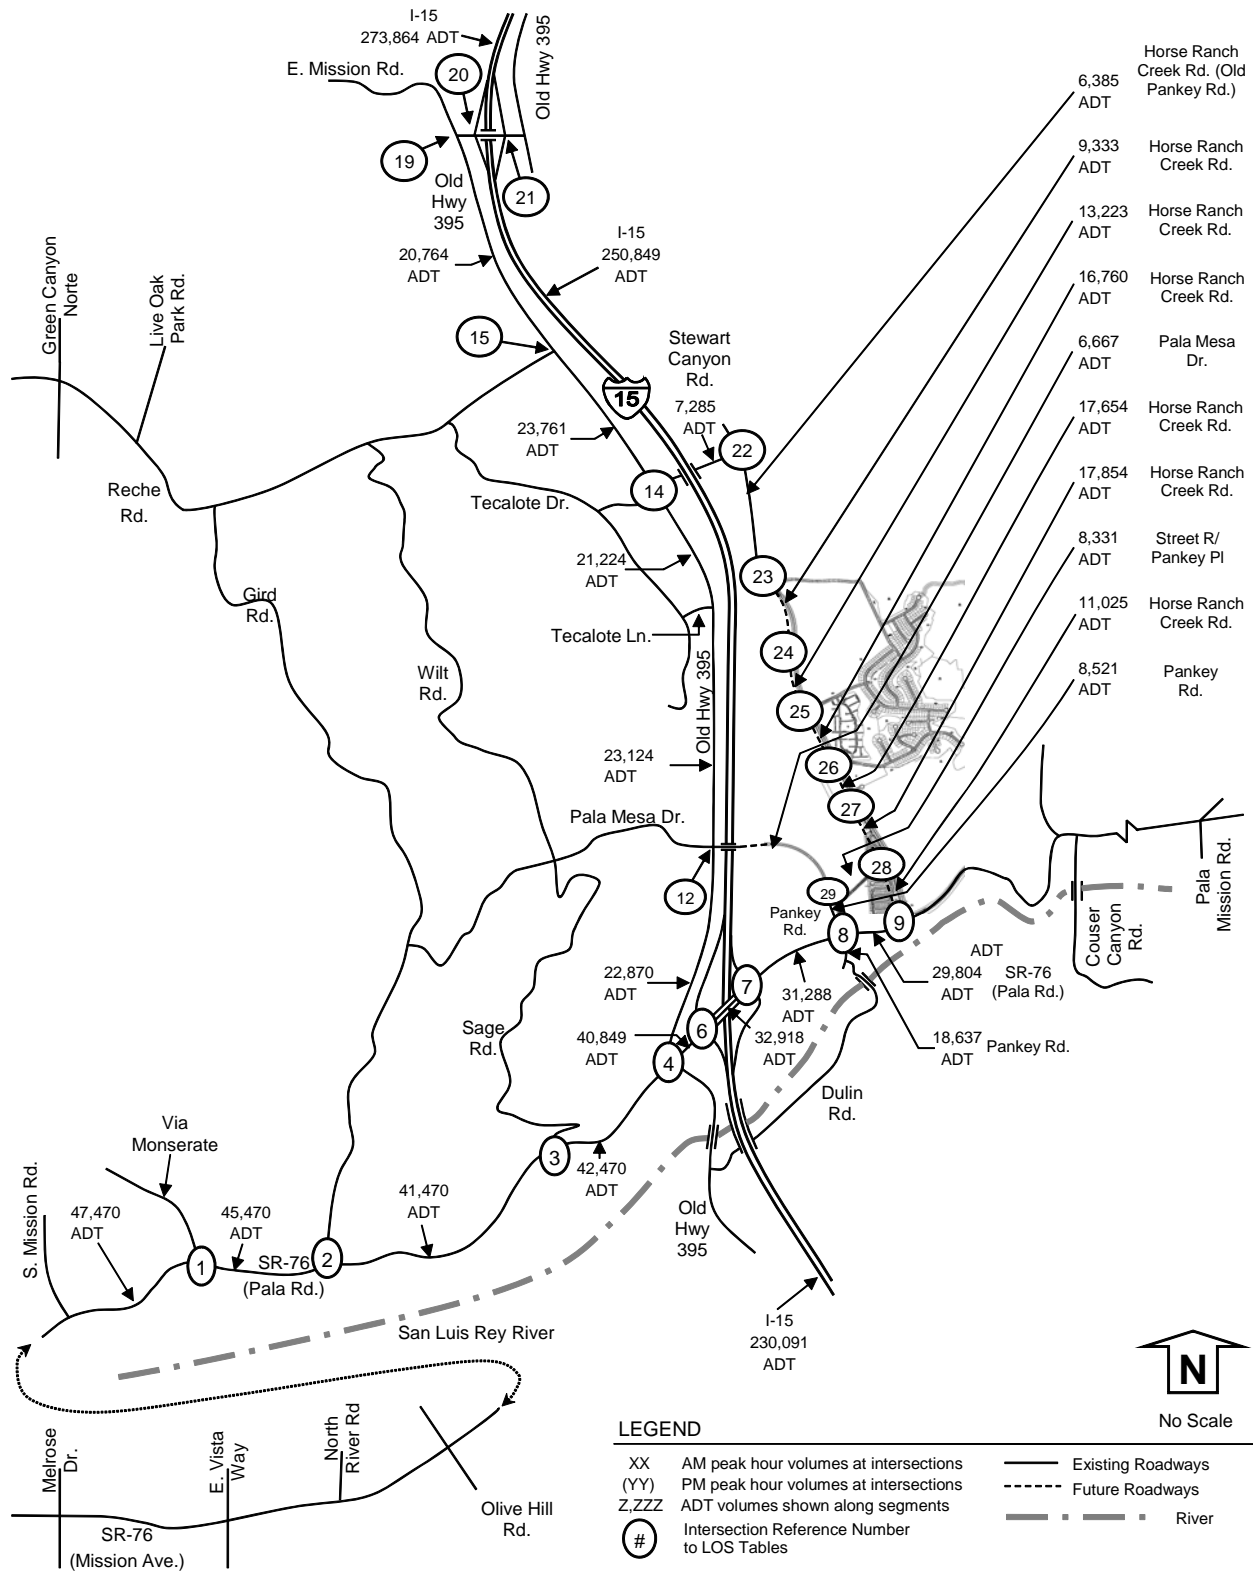 I-15
273,864 ADT
E. Mission Rd.
20
Old Hwy 395
19
21
Old
Hwy
395
20,764
ADT
I-15
250,849
ADT
Green Canyon
Norte
Live Oak
Park Rd.
15
Stewart
Canyon
Rd.
15
7,285
ADT
23,761
ADT
22
14
Reche
Rd.
Tecalote Dr.
21,224
ADT
23
Gird
Rd.
Tecalote Ln.
24
Wilt
Rd.
Old Hwy 395
25
23,124
ADT
26
27
Pala Mesa Dr.
28
12
29
Pankey
Rd.
8
9
Horse Ranch
Creek Rd. (Old
Pankey Rd.)
6,385
ADT
9,333
ADT
Horse Ranch
Creek Rd.
13,223
ADT
Horse Ranch
Creek Rd.
16,760
ADT
Horse Ranch
Creek Rd.
6,667
ADT
Pala Mesa
Dr.
17,654
ADT
Horse Ranch
Creek Rd.
17,854
ADT
Horse Ranch
Creek Rd.
8,331
ADT
Street R/
Pankey Pl
11,025
ADT
Horse Ranch
Creek Rd.
8,521
ADT
Pankey
Rd.
Pala
Mission Rd.
Couser
Canyon
Rd.
ADT
29,804
ADT
SR-76
(Pala Rd.)
22,870
ADT
7
31,288
ADT
6
32,918
ADT
18,637
ADT
Pankey Rd.
Sage
Rd.
40,849
ADT
4
Dulin
Rd.
Via
Monserate
3
42,470
ADT
S. Mission Rd.
47,470
ADT
45,470
ADT
41,470
ADT
Old
Hwy
395
1
2
SR-76
(Pala Rd.)
San Luis Rey River
I-15
230,091
ADT
N
No Scale
Melrose
Dr.
E. Vista
Way
North
River Rd
Olive Hill
Rd.
SR-76
(Mission Ave.)
LEGEND
XX AM peak hour volumes at intersections
(YY) PM peak hour volumes at intersections
Z,ZZZ ADT volumes shown along segments
# Intersection Reference Number
to LOS Tables
Existing Roadways
Future Roadways
River